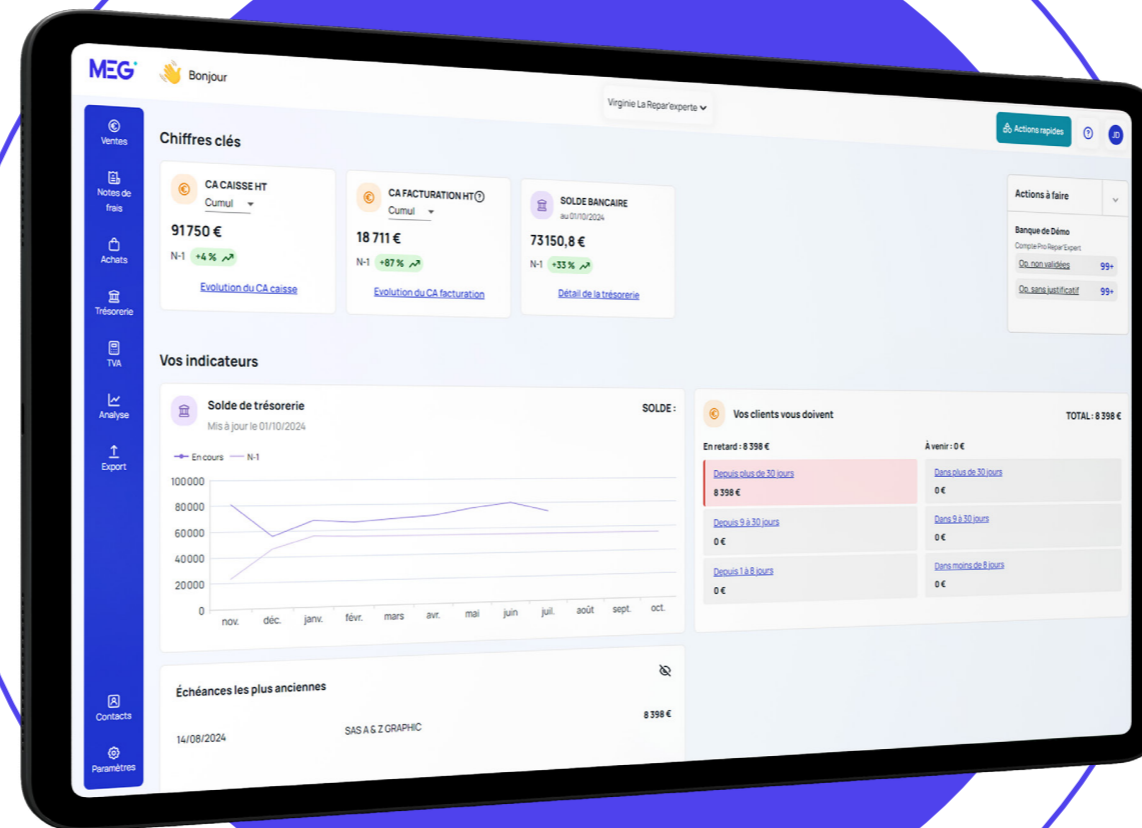 MEG
Bonjour
Virginie La Repar'experte
Actions rapides
JD
Ventes
Notes de
frais
Achats
Trésorerie
TVA
Analyse
Export
Contacts
Paramètres
Chiffres clés
CA CAISSE HT
Cumul
91750 €
N-1 +4 %
Evolution du CA caisse
CA FACTURATION HT
Cumul
18 711 €
N-1 +87 %
Evolution du CA facturation
SOLDE BANCAIRE
au 01/10/2024
73150,8 €
N-1 +33 %
Détail de la trésorerie
Actions à faire
Banque de Démo
Compte Pro Repar'Expert
Op. non validées 99+
Op. sans justificatif 99+
Vos indicateurs
Solde de trésorerie SOLDE :
Mis à jour le 01/10/2024
En cours N-1
100000
80000
60000
40000
20000
0
nov. déc. janv. févr. mars avr. mai juin juil. août sept. oct.
Vos clients vous doivent TOTAL : 8 398 €
En retard : 8 398 € À venir : 0 €
Depuis plus de 30 jours
8 398 €
Dans plus de 30 jours
0 €
Depuis 9 à 30 jours
0 €
Dans 9 à 30 jours
0 €
Depuis 1 à 8 jours
0 €
Dans moins de 8 jours
0 €
Échéances les plus anciennes
14/08/2024 SAS A & Z GRAPHIC 8 398 €